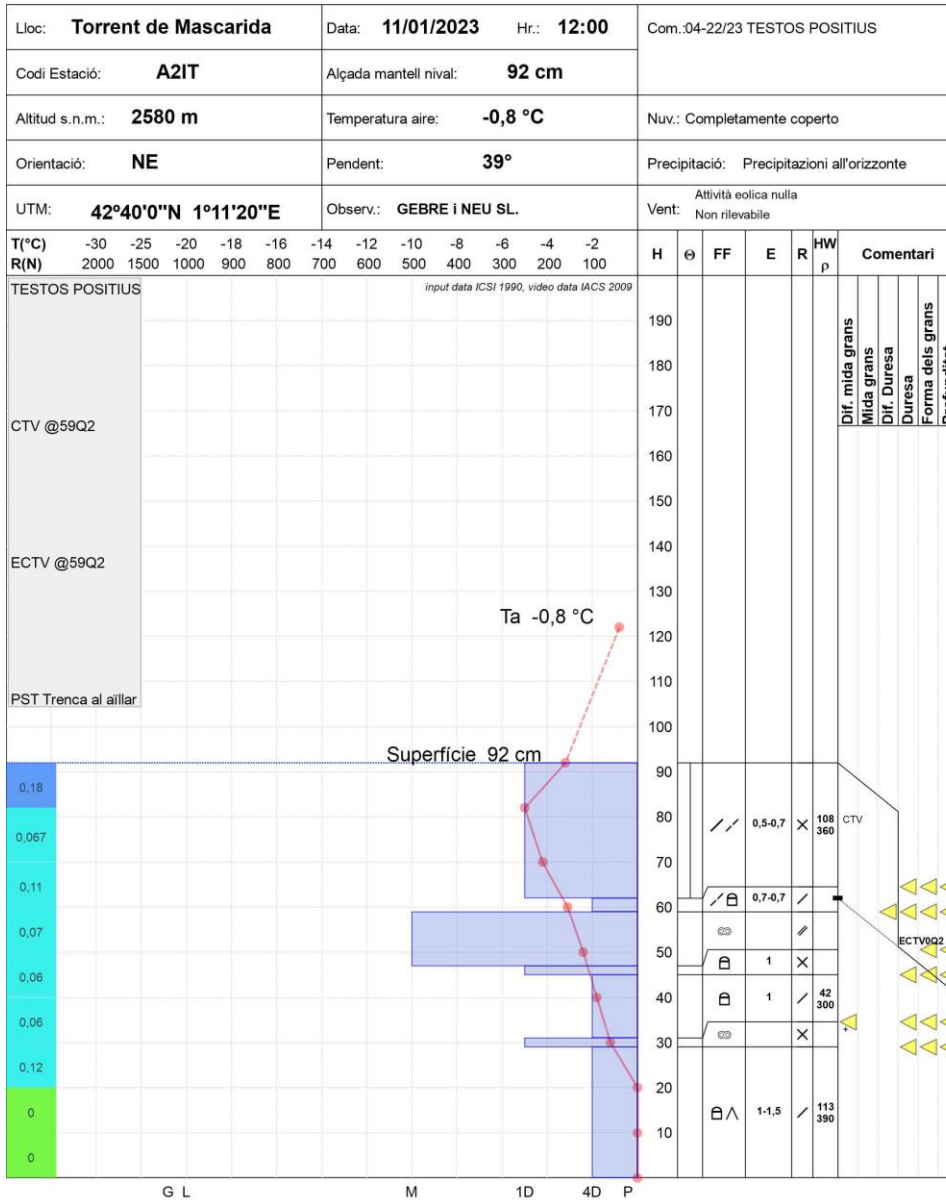 Lloc: Torrent de Mascarida
Data: 11/01/2023 Hr.: 12:00
Com.:04-22/23 TESTOS POSITIUS
Codi Estació: A2IT
Alçada mantell nival: 92 cm
Altitud s.n.m.: 2580 m
Temperatura aire: -0,8 °C
Nuv.: Completamente coperto
Orientació: NE
Pendent: 39°
Precipitació: Precipitazioni all'orizzonte
UTM: 42°40'0"N 1°11'20"E
Observ.: GEBRE i NEU SL.
Vent: Attività eolica nulla
Non rilevabile
T(°C) -30 -25 -20 -18 -16 -14 -12 -10 -8 -6 -4 -2
R(N) 2000 1500 1000 900 800 700 600 500 400 300 200 100
H Θ FF E R HW ρ Comentari
TESTOS POSITIUS
input data ICSI 1990, video data IACS 2009
Dif. mida grans
Mida grans
Dif. Duresa
Duresa
Forma dels grans
190
180
170
CTV @59Q2
160
150
140
ECTV @59Q2
130
Ta -0,8 °C
120
110
PST Trenca al aïllar
100
Superfície 92 cm
90
0,18
80
0,5-0,7
108
360
CTV
0,067
70
0,11
0,7-0,7
60
0,07
ECTV0Q2
50
1
0,06
40
1
42
300
0,06
30
+
0,12
20
0
1-1,5
113
390
10
0
G L M 1D 4D P